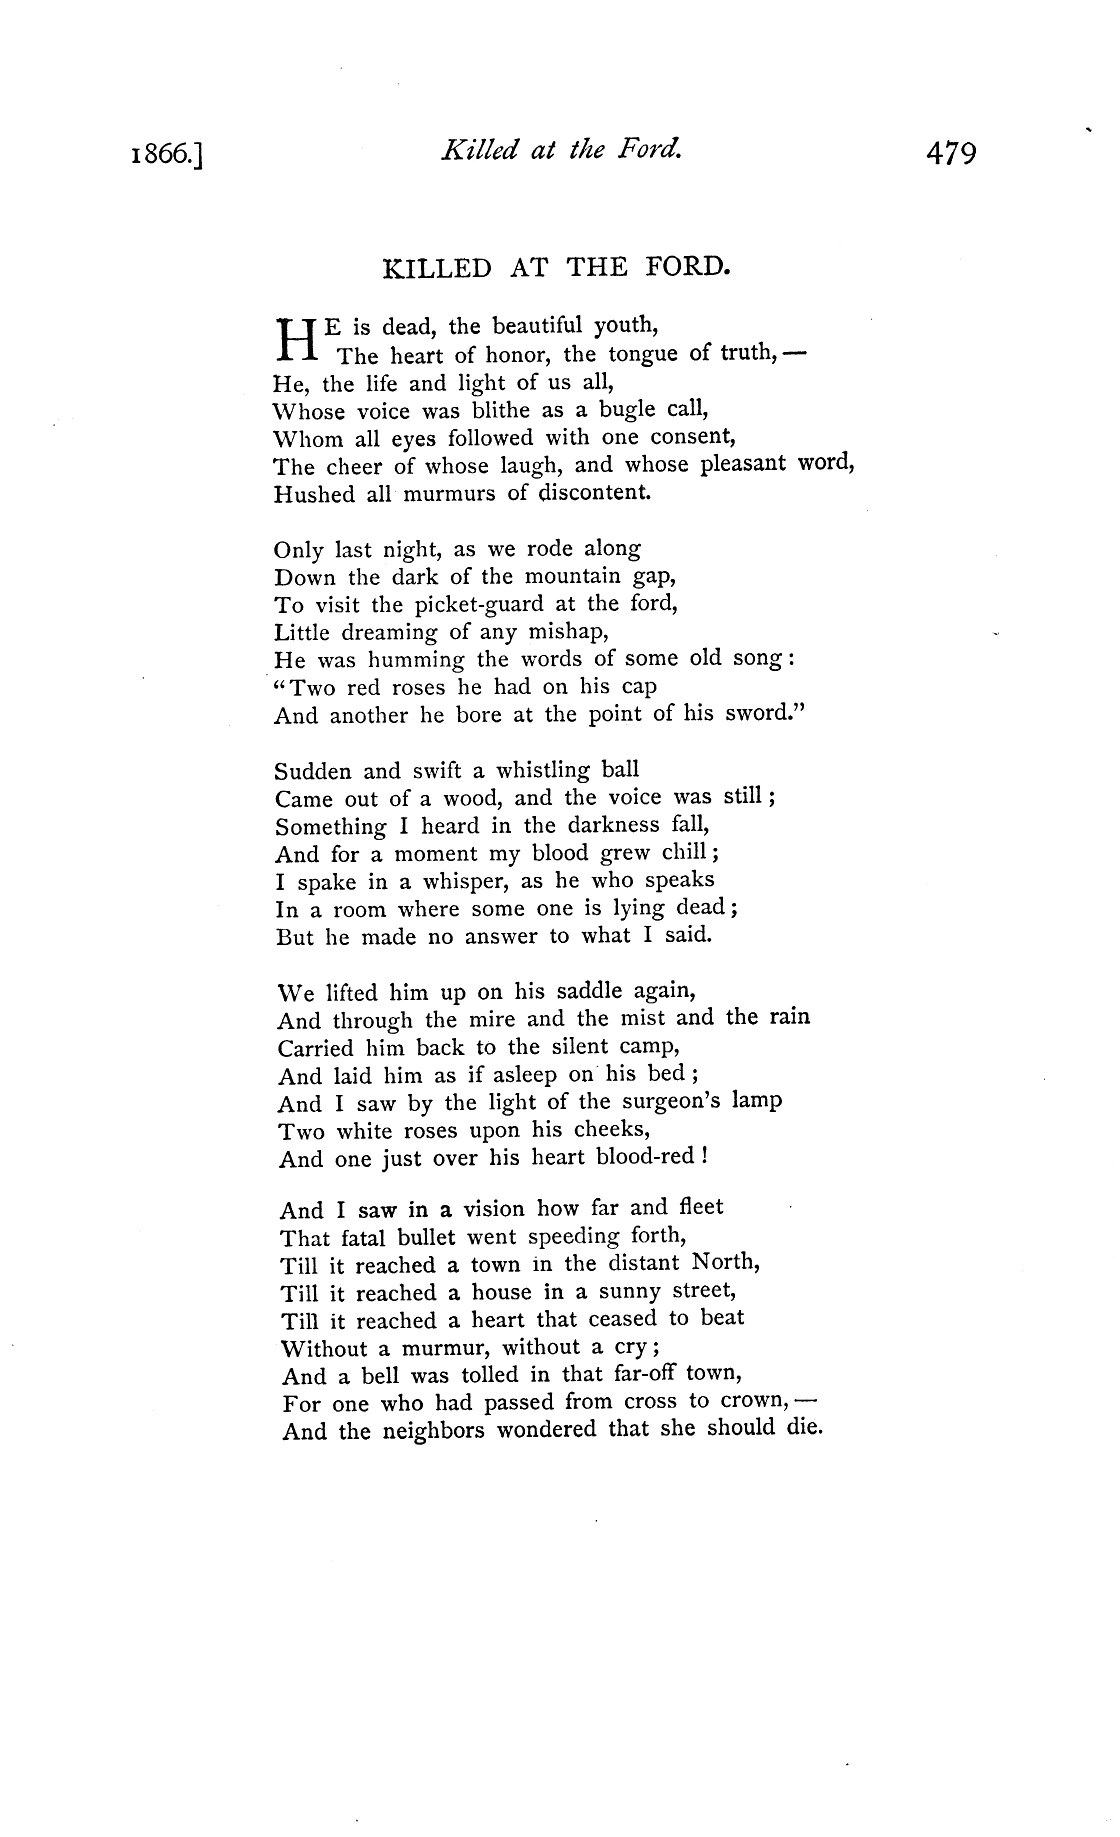 1866.] Killed at the Ford. 479
KILLED AT THE FORD.
HE is dead, the beautiful youth,
The heart of honor, the tongue of truth,—
He, the life and light of us all,
Whose voice was blithe as a bugle call,
Whom all eyes followed with one consent,
The cheer of whose laugh, and whose pleasant word,
Hushed all murmurs of discontent.

Only last night, as we rode along
Down the dark of the mountain gap,
To visit the picket-guard at the ford,
Little dreaming of any mishap,
He was humming the words of some old song:
"Two red roses he had on his cap
And another he bore at the point of his sword."

Sudden and swift a whistling ball
Came out of a wood, and the voice was still;
Something I heard in the darkness fall,
And for a moment my blood grew chill;
I spake in a whisper, as he who speaks
In a room where some one is lying dead;
But he made no answer to what I said.

We lifted him up on his saddle again,
And through the mire and the mist and the rain
Carried him back to the silent camp,
And laid him as if asleep on his bed;
And I saw by the light of the surgeon's lamp
Two white roses upon his cheeks,
And one just over his heart blood-red!

And I saw in a vision how far and fleet
That fatal bullet went speeding forth,
Till it reached a town in the distant North,
Till it reached a house in a sunny street,
Till it reached a heart that ceased to beat
Without a murmur, without a cry;
And a bell was tolled in that far-off town,
For one who had passed from cross to crown,—
And the neighbors wondered that she should die.